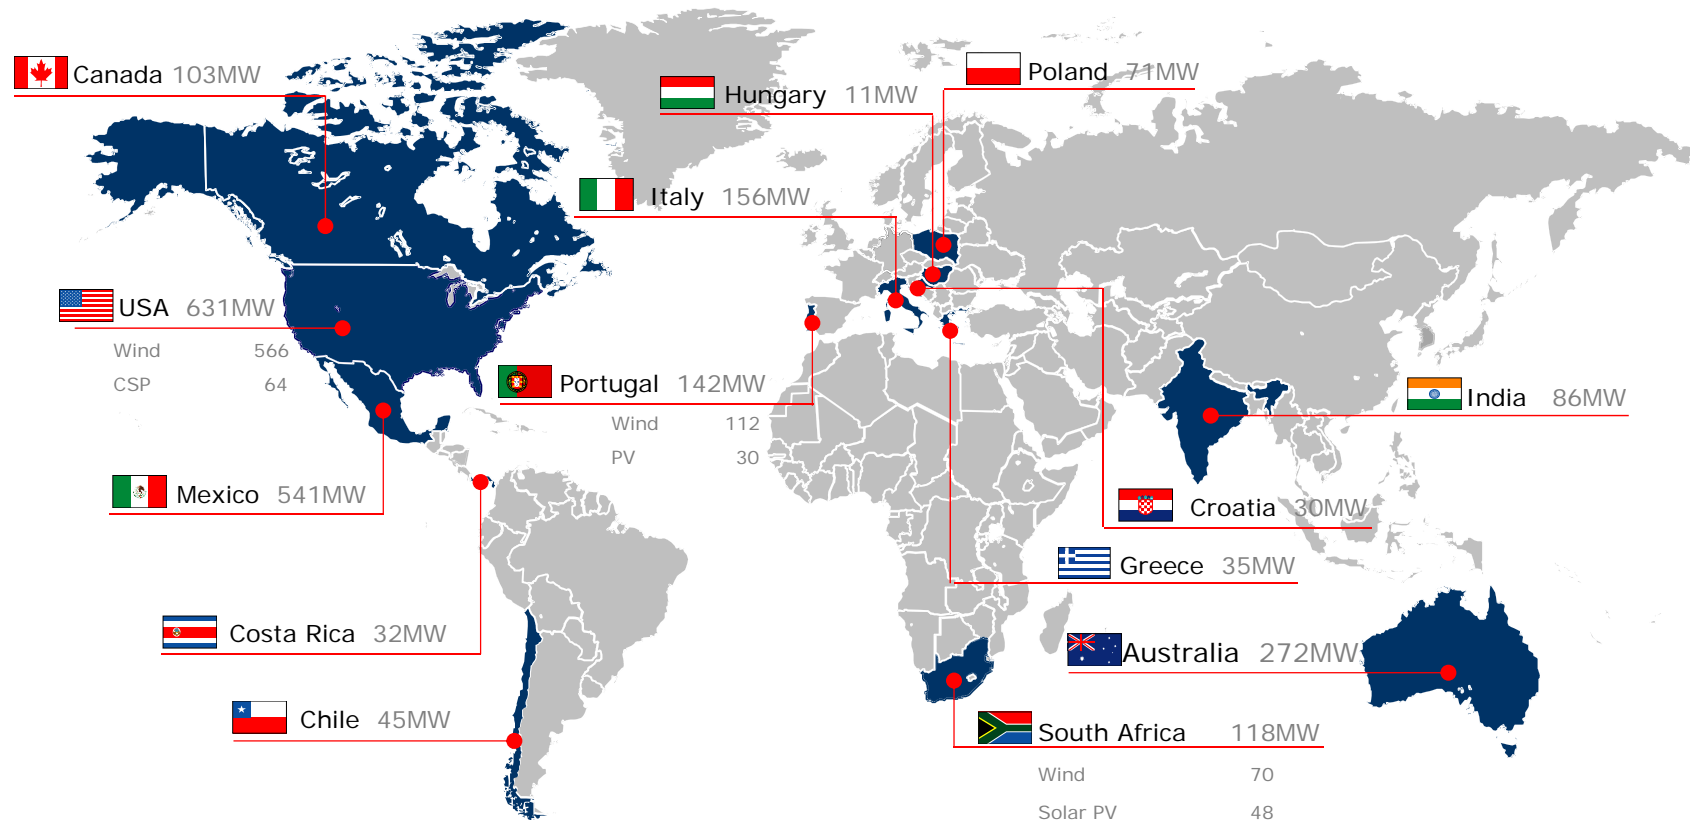 Canada 103MW
Poland 71MW
Hungary 11MW
Italy 156MW
USA 631MW
Wind 566
CSP 64
Portugal 142MW
Wind 112
PV 30
India 86MW
Mexico 541MW
Croatia 30MW
Greece 35MW
Costa Rica 32MW
Australia 272MW
Chile 45MW
South Africa 118MW
Wind 70
Solar PV 48